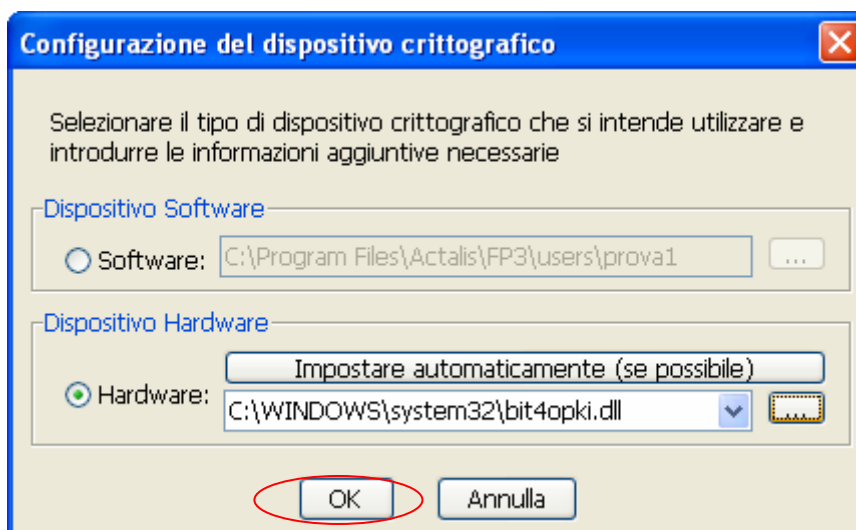 Configurazione del dispositivo crittografico
Selezionare il tipo di dispositivo crittografico che si intende utilizzare e
introdurre le informazioni aggiuntive necessarie
Dispositivo Software
Software: C:\Program Files\Actalis\FP3\users\prova1 ...
Dispositivo Hardware
Impostare automaticamente (se possibile)
Hardware: C:\WINDOWS\system32\bit4opki.dll ...
OK Annulla